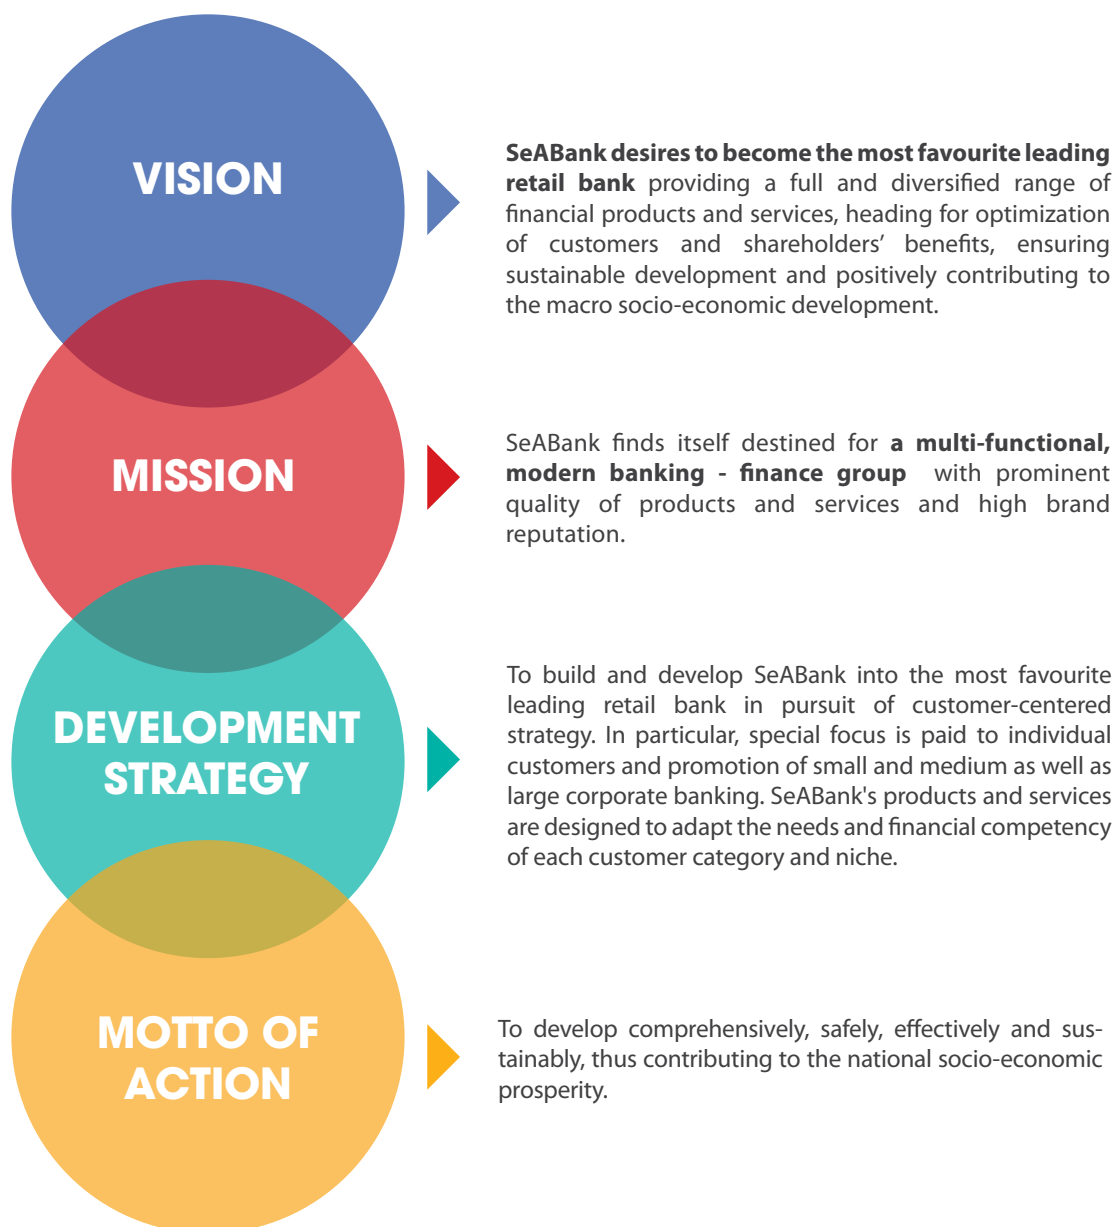 VISION
SeABank desires to become the most favourite leading
retail bank providing a full and diversified range of
financial products and services, heading for optimization
of customers and shareholders’ benefits, ensuring
sustainable development and positively contributing to
the macro socio-economic development.
MISSION
SeABank finds itself destined for a multi-functional,
modern banking - finance group with prominent
quality of products and services and high brand
reputation.
DEVELOPMENT
STRATEGY
To build and develop SeABank into the most favourite
leading retail bank in pursuit of customer-centered
strategy. In particular, special focus is paid to individual
customers and promotion of small and medium as well as
large corporate banking. SeABank's products and services
are designed to adapt the needs and financial competency
of each customer category and niche.
MOTTO OF
ACTION
To develop comprehensively, safely, effectively and sus-
tainably, thus contributing to the national socio-economic
prosperity.